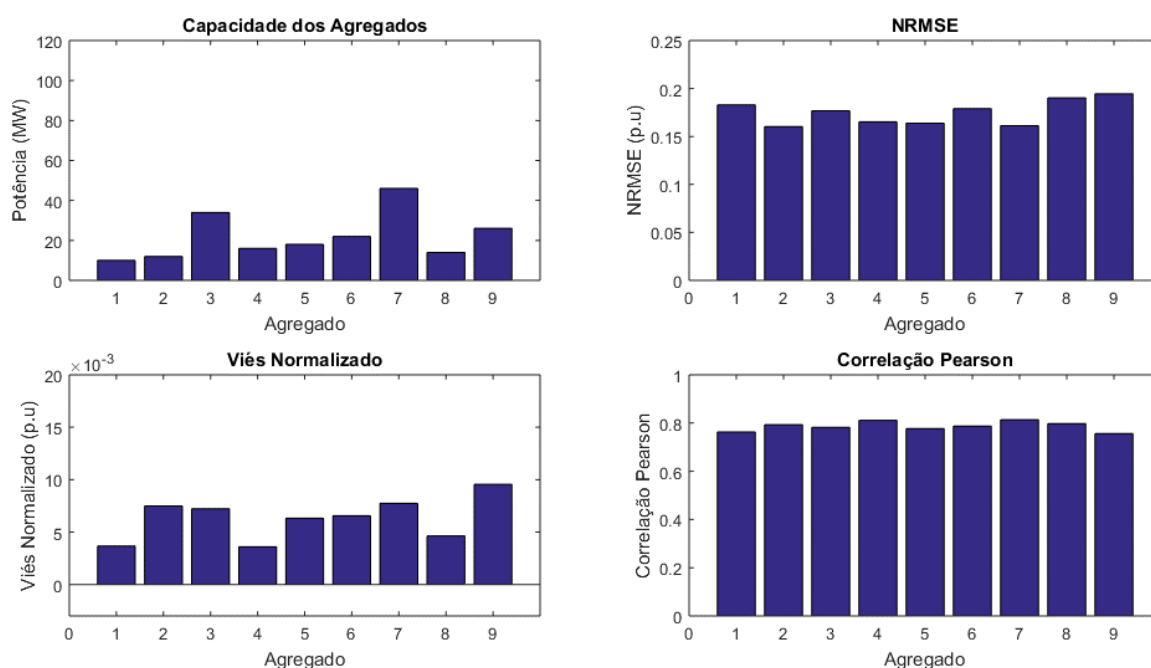 Capacidade dos Agregados
120
100
80
60
40
20
0
Potência (MW)
1 2 3 4 5 6 7 8 9
Agregado
NRMSE
0.25
0.2
0.15
0.1
0.05
0
NRMSE (p.u)
0 1 2 3 4 5 6 7 8 9
Agregado
Viés Normalizado
×10-3
20
15
10
5
0
Viés Normalizado (p.u)
0 1 2 3 4 5 6 7 8 9
Agregado
Correlação Pearson
1
0.8
0.6
0.4
0.2
0
Correlação Pearson
0 1 2 3 4 5 6 7 8 9
Agregado